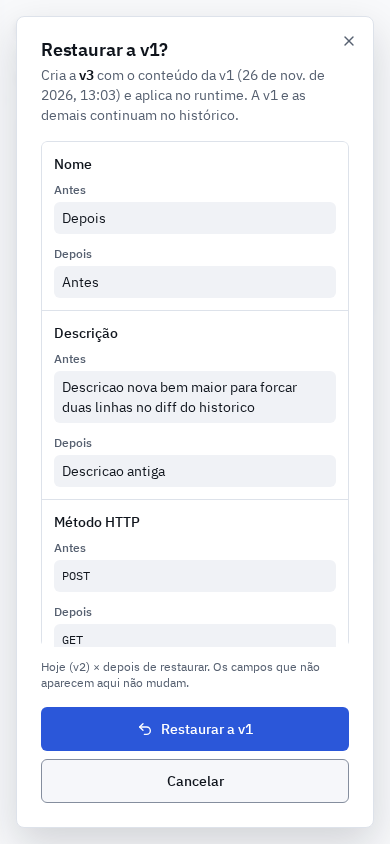 Restaurar a v1?
Cria a v3 com o conteúdo da v1 (26 de nov. de
2026, 13:03) e aplica no runtime. A v1 e as
demais continuam no histórico.
Nome
Antes
Depois
Depois
Antes
Descrição
Antes
Descricao nova bem maior para forcar
duas linhas no diff do historico
Depois
Descricao antiga
Método HTTP
Antes
POST
Depois
GET
Hoje (v2) × depois de restaurar. Os campos que não
aparecem aqui não mudam.
Restaurar a v1
Cancelar